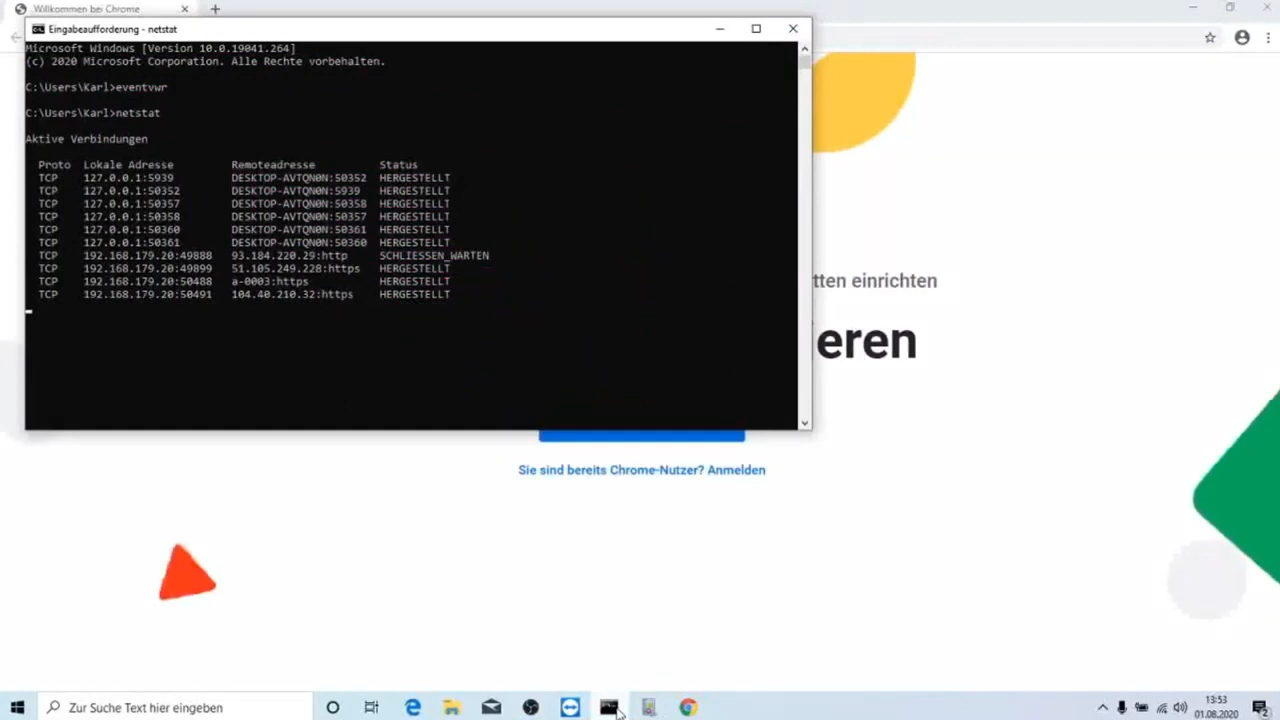 Willkommen bei Chrome
Eingabeaufforderung - netstat
Microsoft Windows [Version 10.0.19041.264]
(c) 2020 Microsoft Corporation. Alle Rechte vorbehalten.
C:\Users\Karl>eventvwr
C:\Users\Karl>netstat
Aktive Verbindungen
Proto Lokale Adresse Remoteadresse Status
TCP 127.0.0.1:5939 DESKTOP-AVTQN0N:50352 HERGESTELLT
TCP 127.0.0.1:50352 DESKTOP-AVTQN0N:5939 HERGESTELLT
TCP 127.0.0.1:50357 DESKTOP-AVTQN0N:50358 HERGESTELLT
TCP 127.0.0.1:50358 DESKTOP-AVTQN0N:50357 HERGESTELLT
TCP 127.0.0.1:50360 DESKTOP-AVTQN0N:50361 HERGESTELLT
TCP 127.0.0.1:50361 DESKTOP-AVTQN0N:50360 HERGESTELLT
TCP 192.168.179.20:49888 93.184.220.29:http SCHLIESSEN_WARTEN
TCP 192.168.179.20:49899 51.105.249.228:https HERGESTELLT
TCP 192.168.179.20:50488 a-0003:https HERGESTELLT
TCP 192.168.179.20:50491 104.40.210.32:https HERGESTELLT
tten einrichten
eren
Sie sind bereits Chrome-Nutzer? Anmelden
Zur Suche Text hier eingeben
13:53
01.08.2020